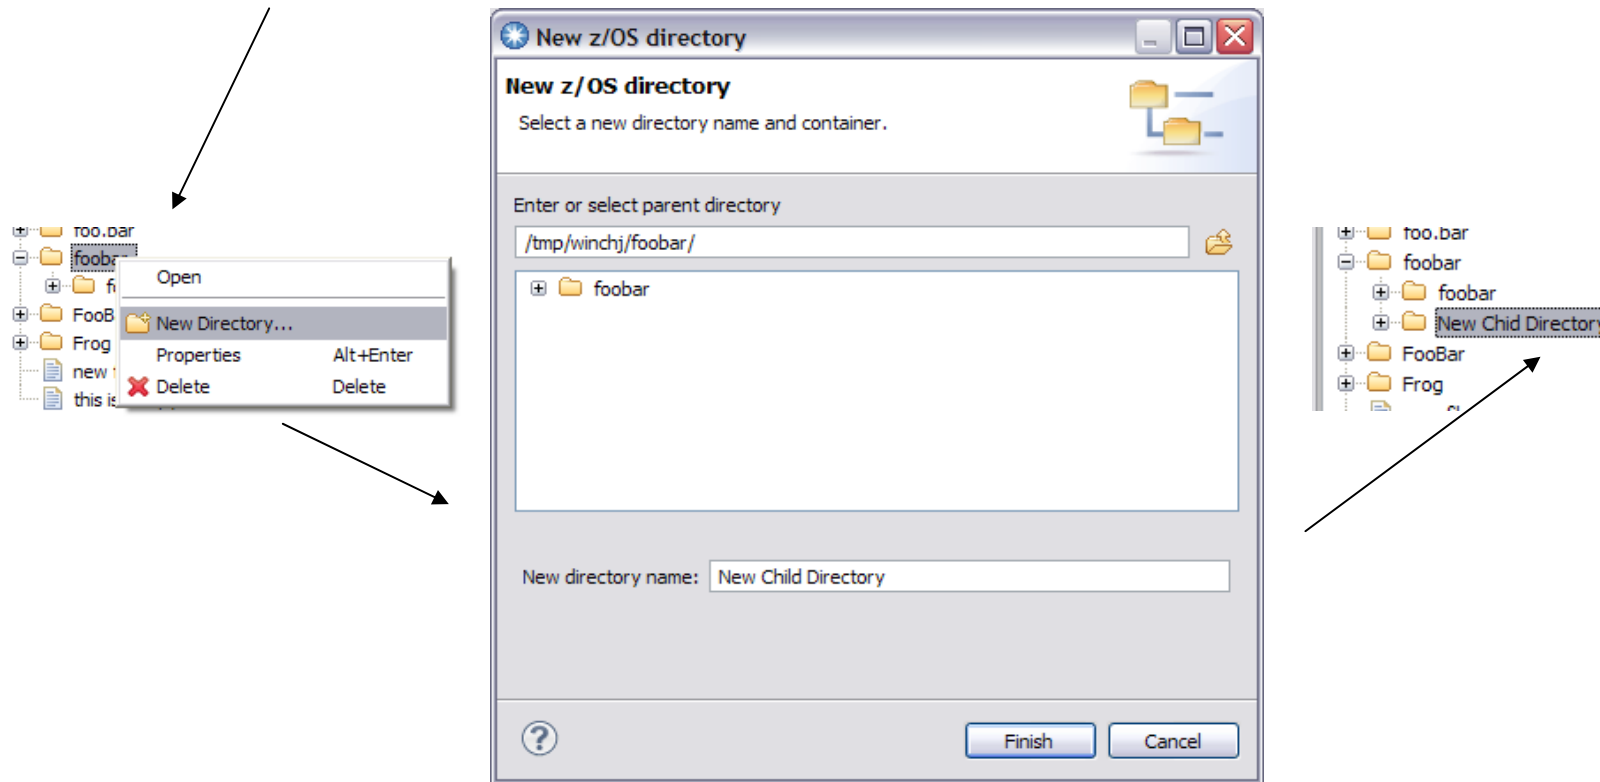 foo.bar
foobar
FooB
Frog
new
this is
Open
New Directory...
Properties Alt+Enter
Delete Delete
New z/OS directory
New z/OS directory
Select a new directory name and container.
Enter or select parent directory
/tmp/winchj/foobar/
foobar
New directory name: New Child Directory
Finish Cancel
foo.bar
foobar
foobar
New Chid Directory
FooBar
Frog